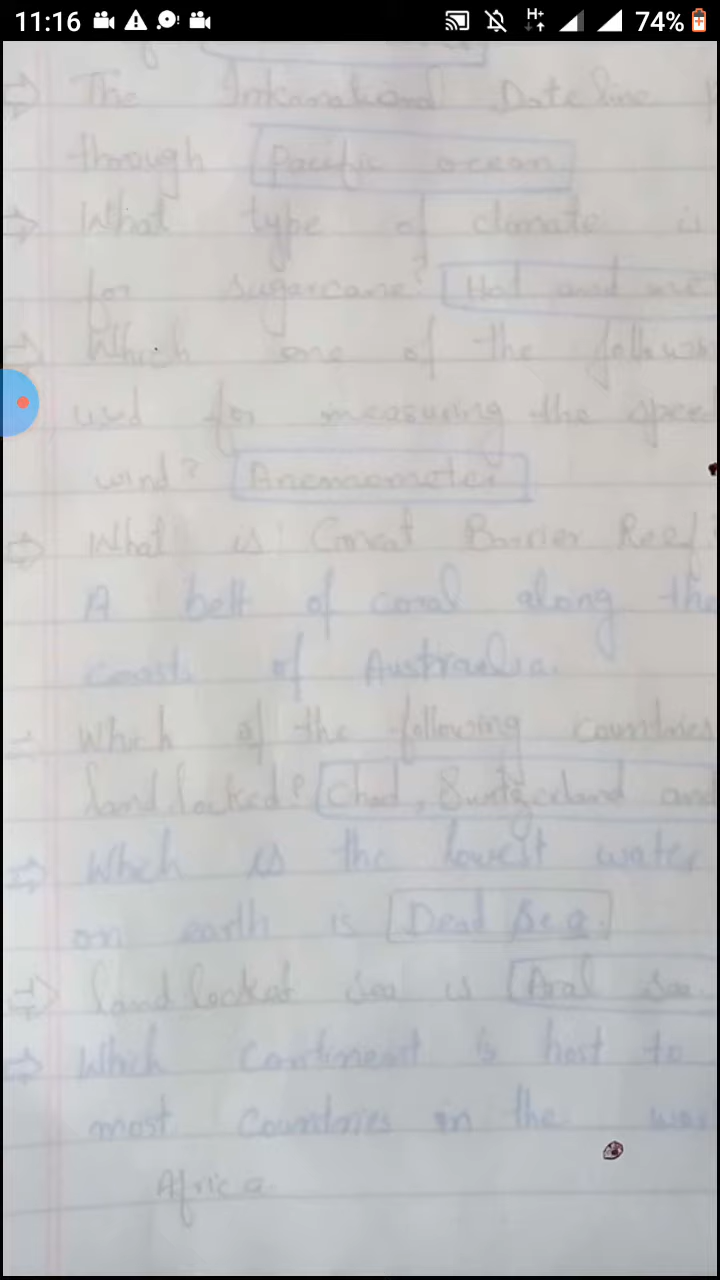 11:16 H+ 74%
The International Date line
through Pacific ocean
What type of climate is
for sugarcane? Hot and
Which one of the
used for measuring the
wind? Anemometer
What is Great Barrier Reef?
A belt of coral along the
coasts of Australia.
Which of the following countries
landlocked? Chad, Switzerland and
Which is the lowest water
on earth is Dead Sea.
land locked sea is Aral Sea.
Which continent is host to
most countries in the
Africa